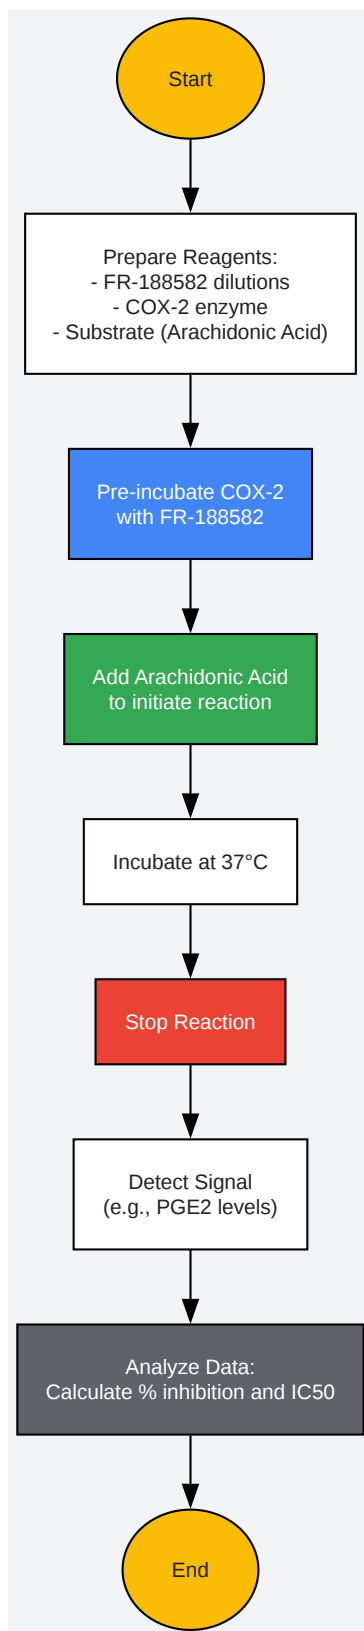 Start
Prepare Reagents:
- FR-188582 dilutions
- COX-2 enzyme
- Substrate (Arachidonic Acid)
Pre-incubate COX-2
with FR-188582
Add Arachidonic Acid
to initiate reaction
Incubate at 37°C
Stop Reaction
Detect Signal
(e.g., PGE2 levels)
Analyze Data:
Calculate % inhibition and IC50
End